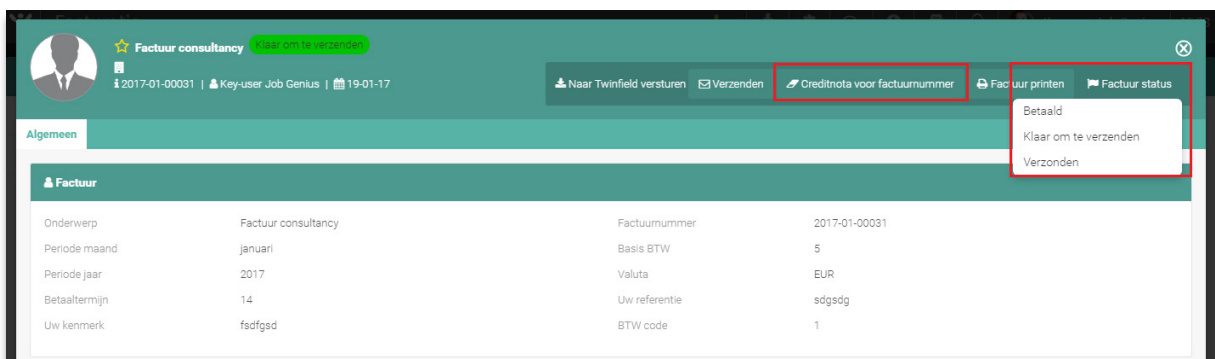 Factuur consultancy Klaar om te verzenden
2017-01-00031 | Key-user Job Genius | 19-01-17
Naar Twinfield versturen Verzenden Creditnota voor factuurnummer Factuur printen Factuur status
Betaald
Klaar om te verzenden
Verzonden
Algemeen
Factuur
Onderwerp Factuur consultancy Factuurnummer 2017-01-00031
Periode maand januari Basis BTW 5
Periode jaar 2017 Valuta EUR
Betaaltermijn 14 Uw referentie sdgsdg
Uw kenmerk fsdfgsd BTW code 1